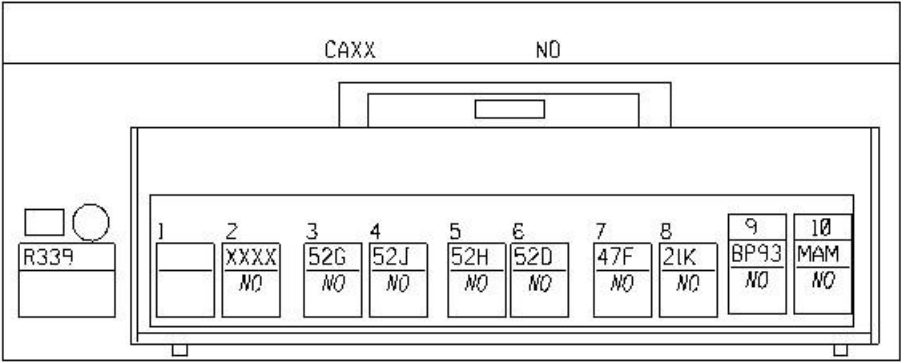 CAXX NO
1 2 3 4 5 6 7 8 9 10
R339 XXXX 52G 52J 52H 52D 47F 21K BP93 MAM
NO NO NO NO NO NO NO NO NO